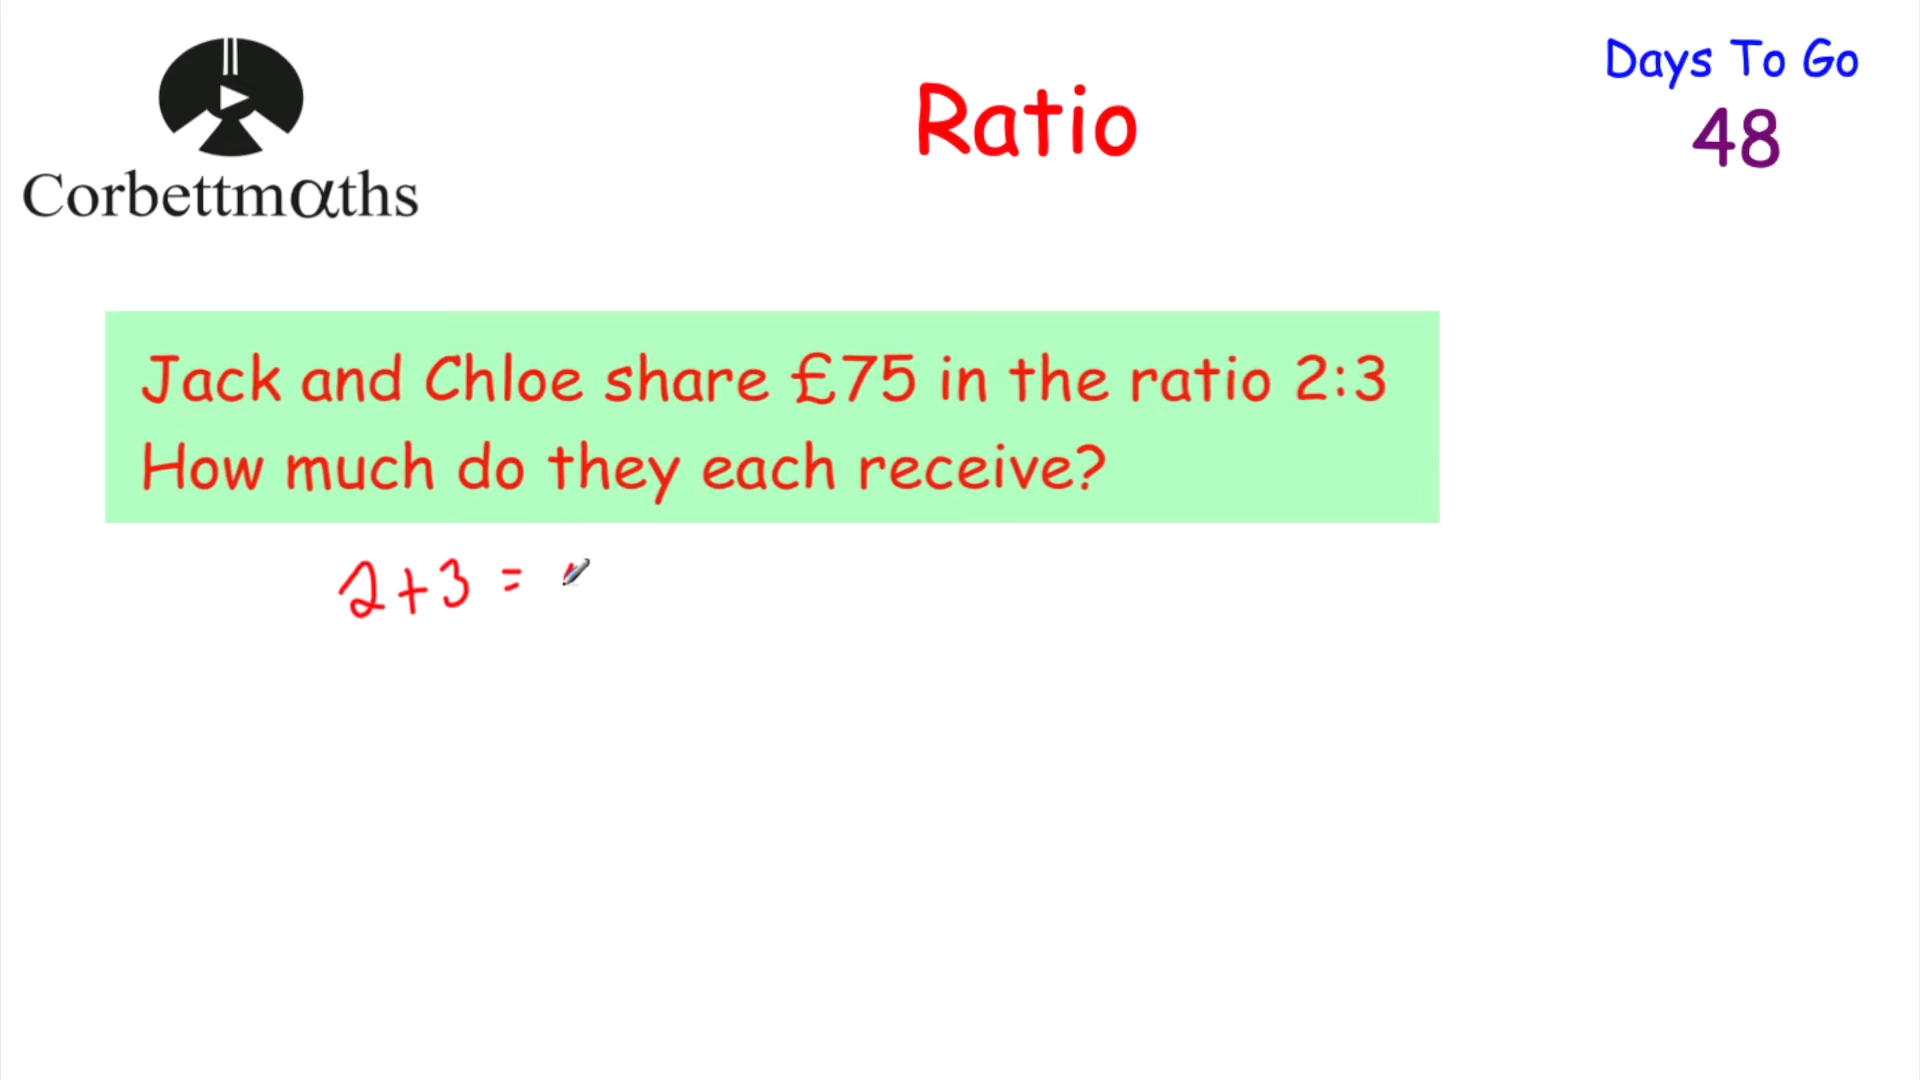 Corbettmαths
Ratio
Days To Go
48
Jack and Chloe share £75 in the ratio 2:3
How much do they each receive?
2+3 =